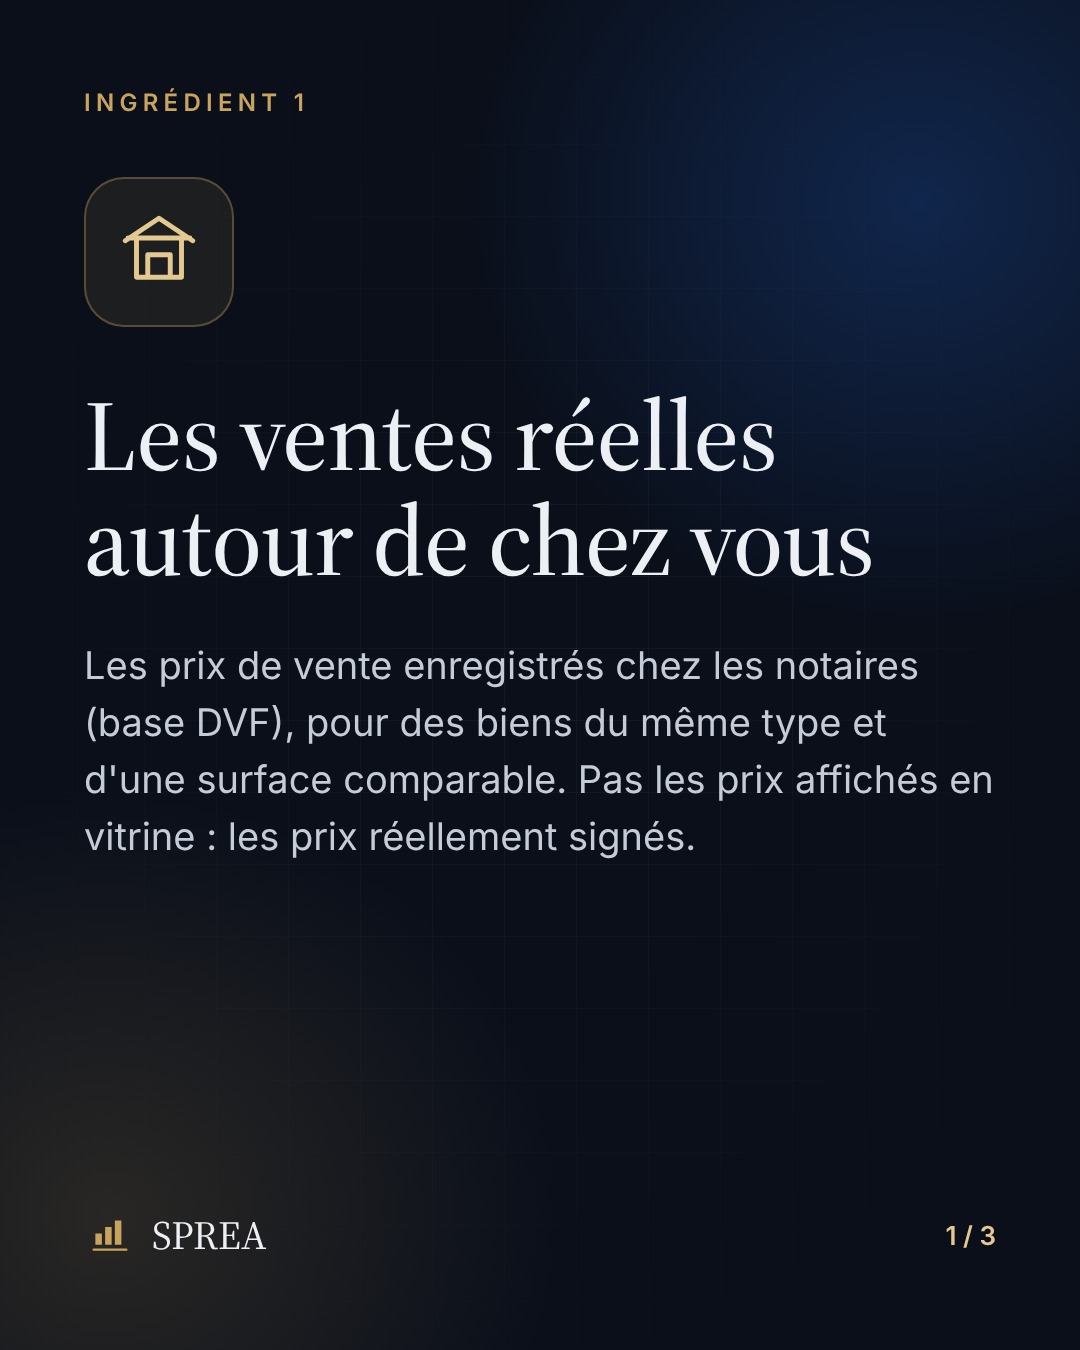 INGRÉDIENT 1
Les ventes réelles
autour de chez vous
Les prix de vente enregistrés chez les notaires
(base DVF), pour des biens du même type et
d'une surface comparable. Pas les prix affichés en
vitrine : les prix réellement signés.
SPREA
1 / 3